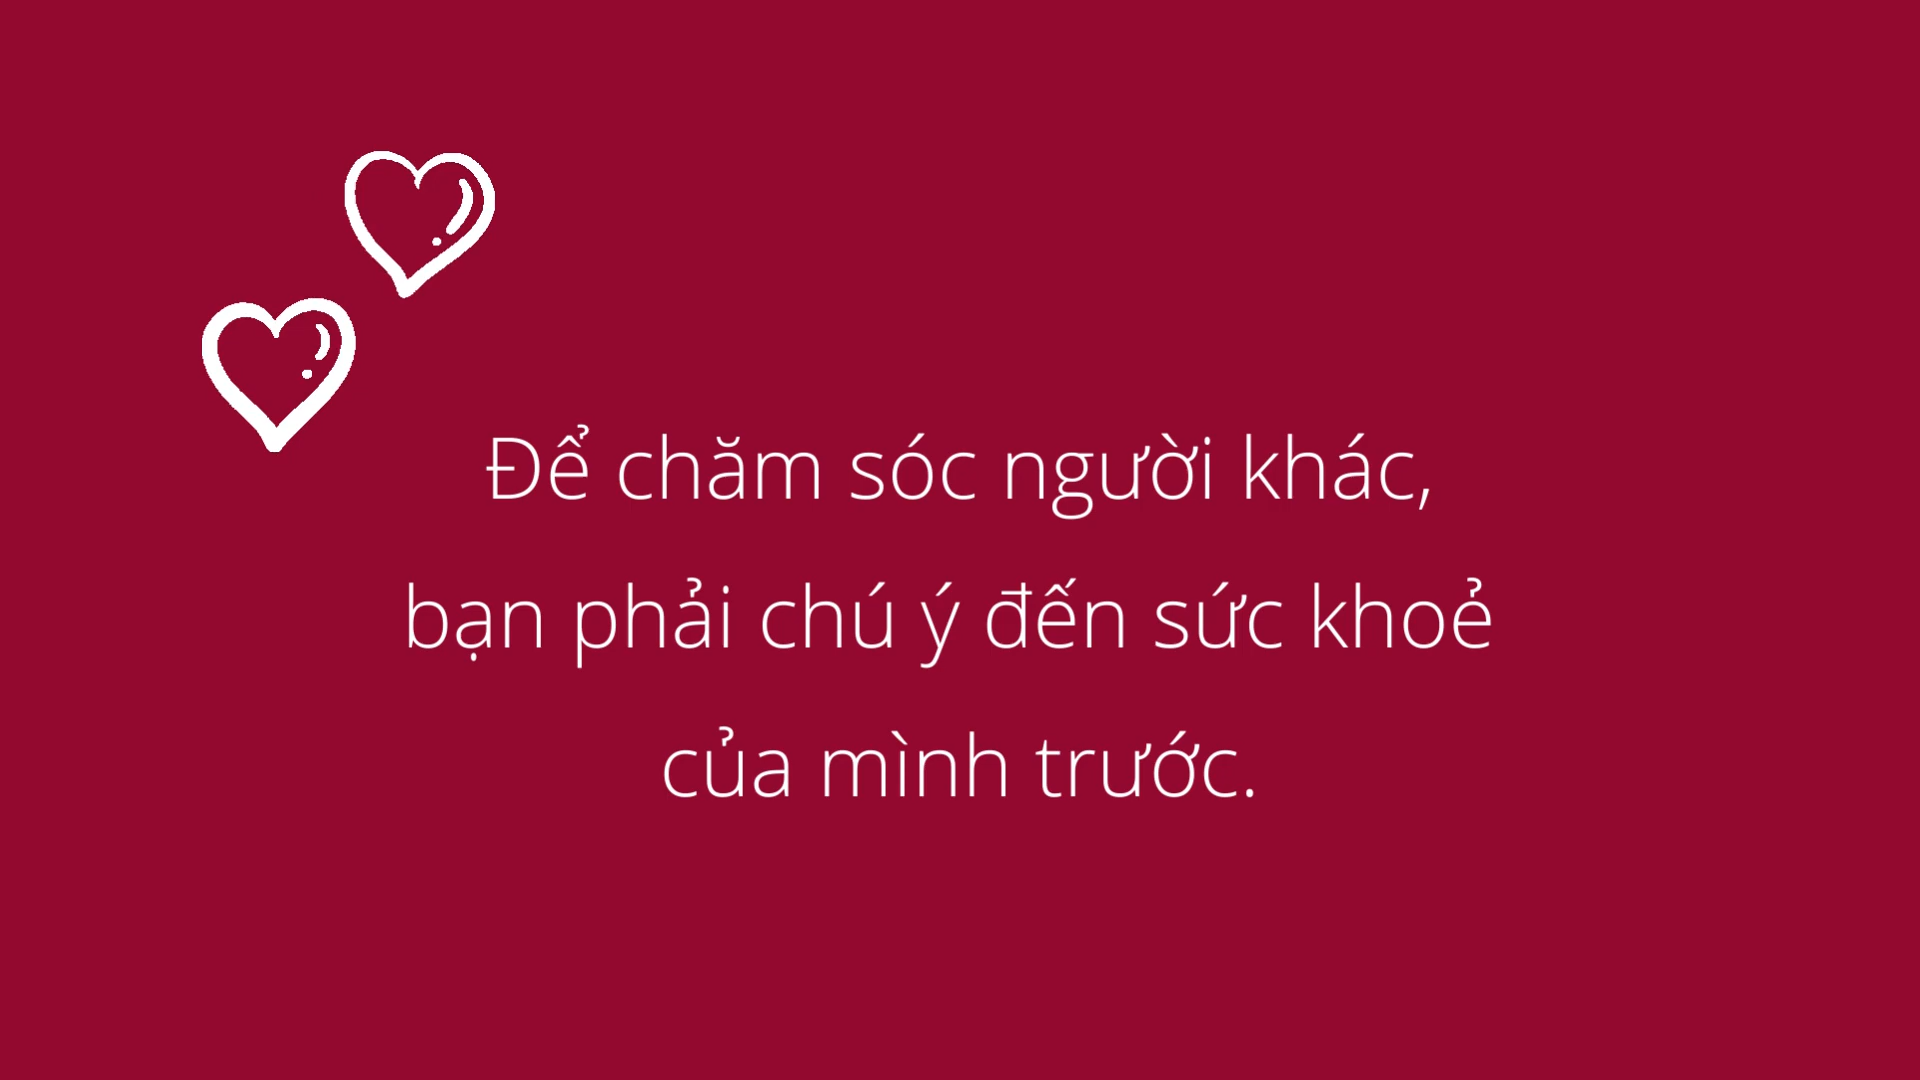 Để chăm sóc người khác,
bạn phải chú ý đến sức khoẻ
của mình trước.